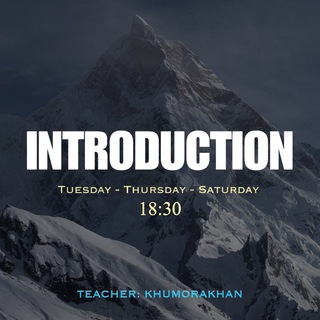 INTRODUCTION
Tuesday - Thursday - Saturday
18:30
TEACHER: KHUMORAKHAN